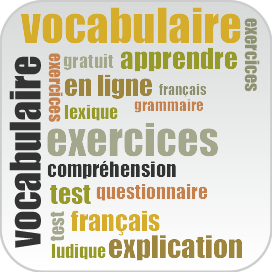 vocabulaire
exercices
gratuit apprendre
exercices
en ligne français
vocabulaire
lexique grammaire
exercices
compréhension
test questionnaire
test
français
ludique explication